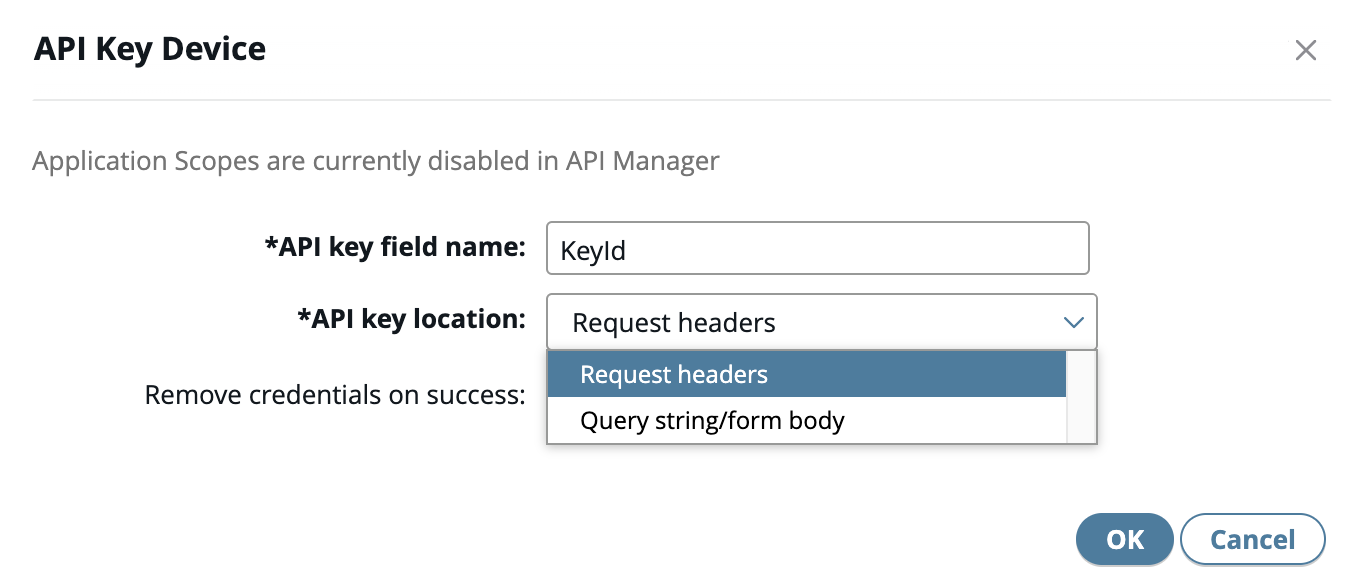 API Key Device
Application Scopes are currently disabled in API Manager
*API key field name:
KeyId
*API key location:
Request headers
Request headers
Query string/form body
Remove credentials on success:
OK
Cancel